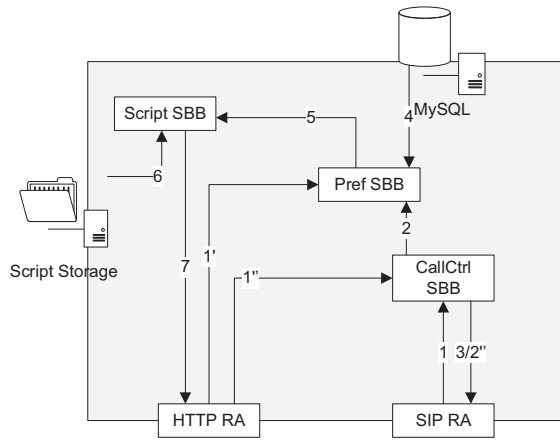 MySQL
4
Script SBB
5
6
Pref SBB
2
Script Storage
7
1'
1''
CallCtrl
SBB
1
3/2''
HTTP RA
SIP RA